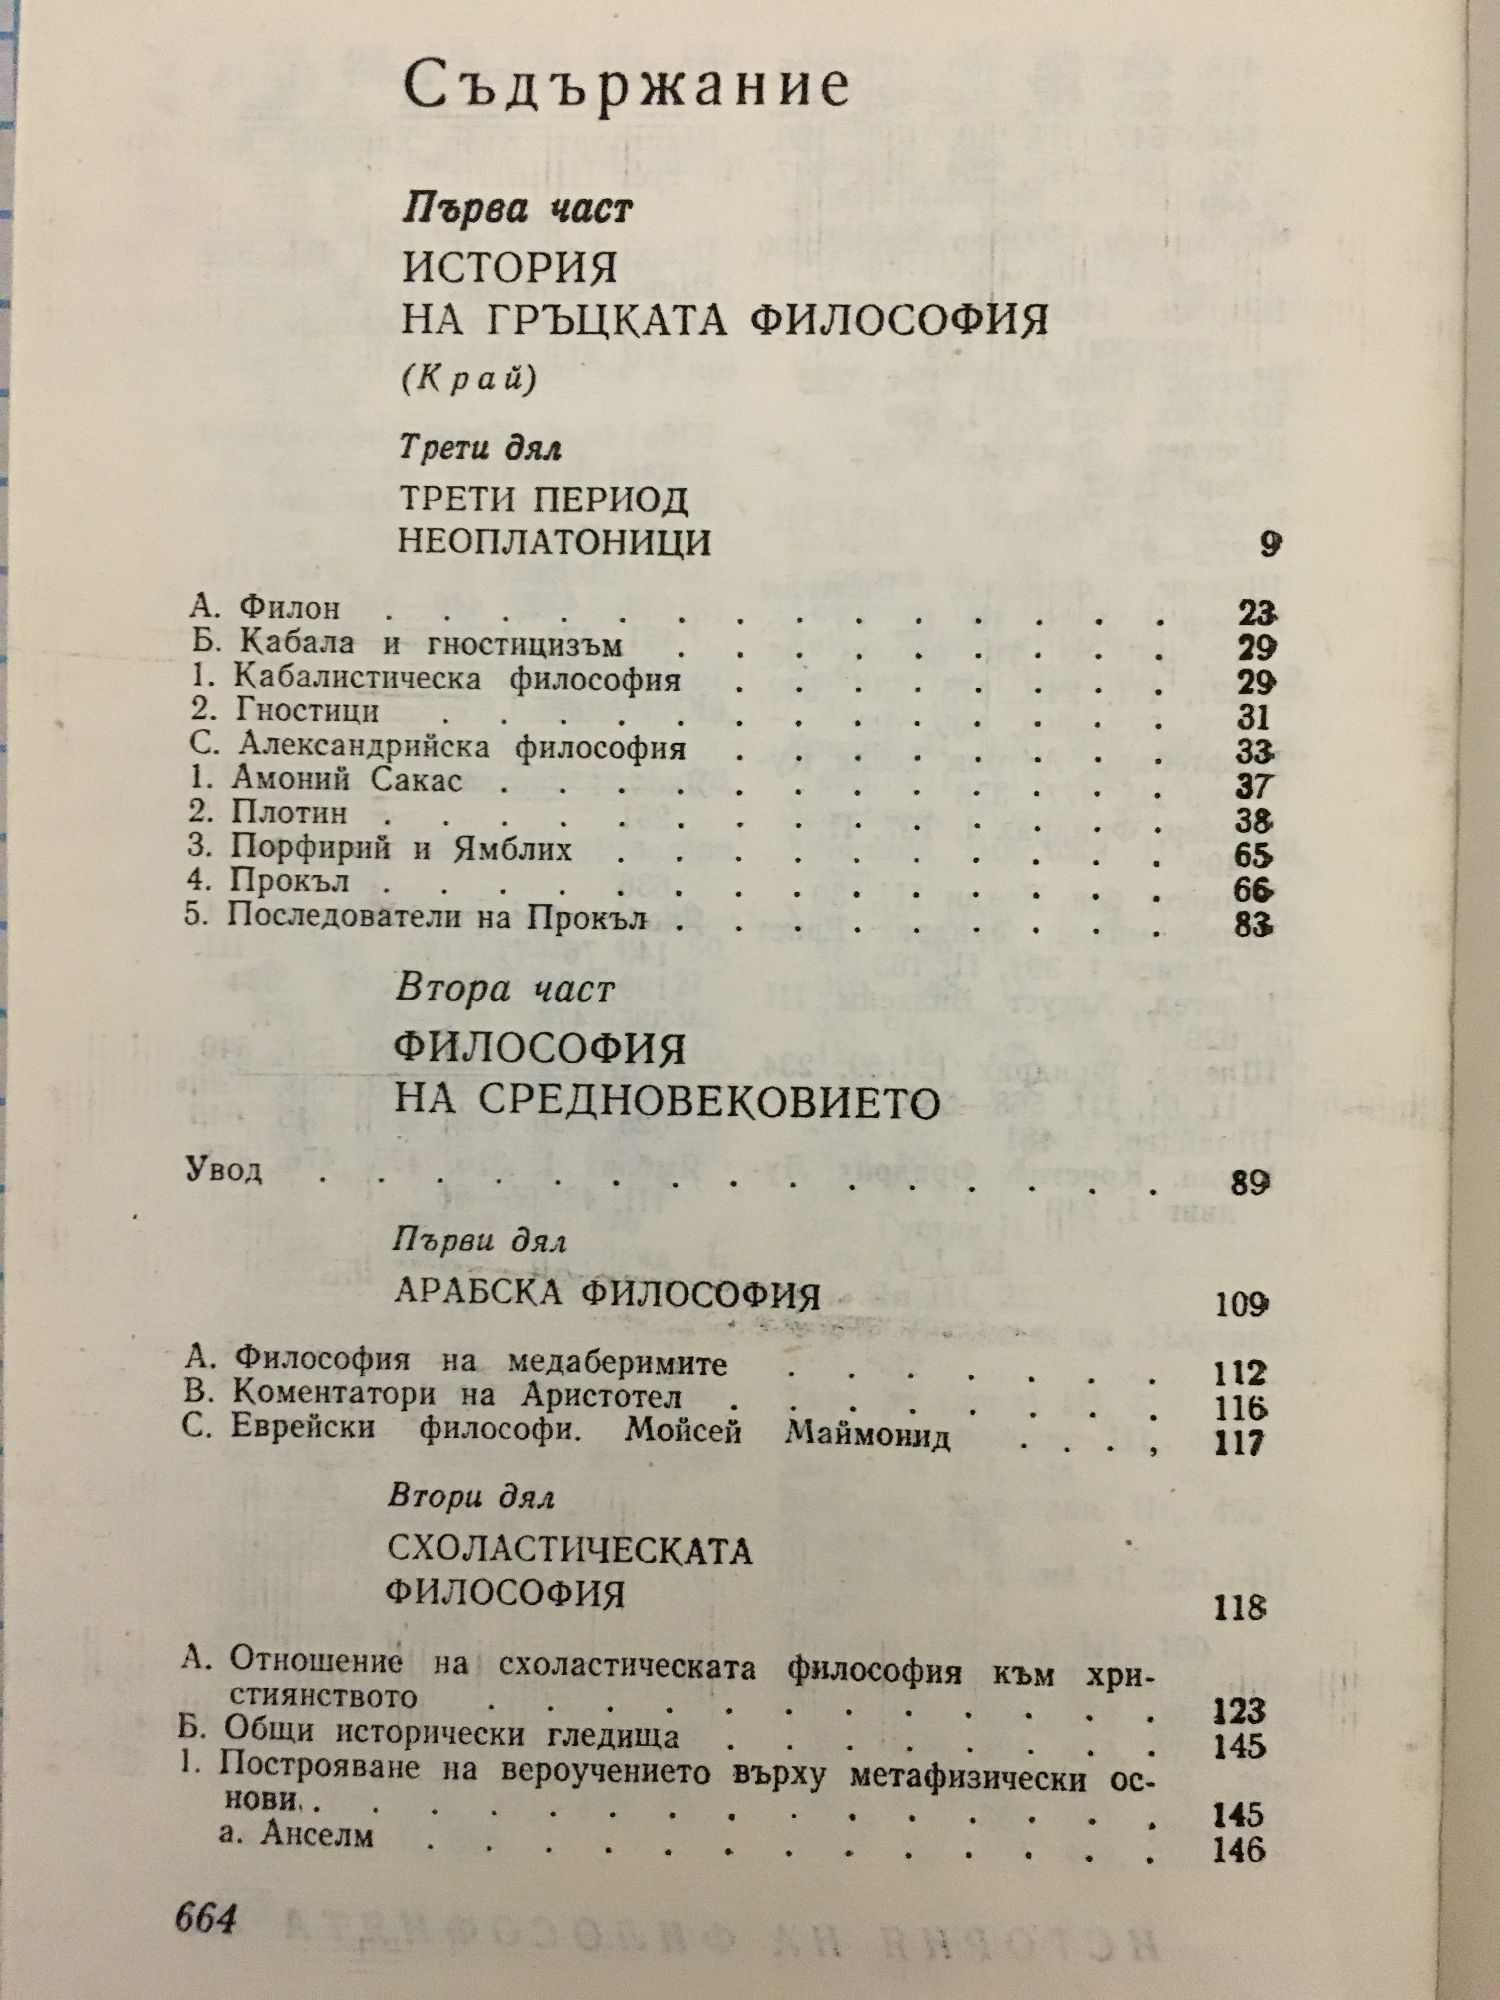 Съдържание
Първа част
ИСТОРИЯ
НА ГРЪЦКАТА ФИЛОСОФИЯ
(Край)
Трети дял
ТРЕТИ ПЕРИОД
НЕОПЛАТОНИЦИ 9
А. Филон . . . . . . . . . . . . . . 23
Б. Кабала и гностицизъм . . . . . . . . . 29
1. Кабалистическа философия . . . . . . . . 29
2. Гностици . . . . . . . . . . . . . 31
С. Александрийска философия . . . . . . . . 33
1. Амоний Сакас . . . . . . . . . . . . 37
2. Плотин . . . . . . . . . . . . . . 38
3. Порфирий и Ямблих . . . . . . . . . . 65
4. Прокъл . . . . . . . . . . . . . . 66
5. Последователи на Прокъл . . . . . . . . . 83
Втора част
ФИЛОСОФИЯ
НА СРЕДНОВЕКОВИЕТО
Увод . . . . . . . . . . . . . . . 89
Първи дял
АРАБСКА ФИЛОСОФИЯ 109
А. Философия на медаберимите . . . . . . . 112
В. Коментатори на Аристотел . . . . . . . . 116
С. Еврейски философи. Мойсей Маймонид . . . , 117
Втори дял
СХОЛАСТИЧЕСКАТА
ФИЛОСОФИЯ 118
А. Отношение на схоластическата философия към хри-
стиянството . . . . . . . . . . . . 123
Б. Общи исторически гледища . . . . . . . . 145
1. Построяване на вероучението върху метафизически ос-
нови . . . . . . . . . . . . . . . 145
а. Анселм . . . . . . . . . . . . . 146
664